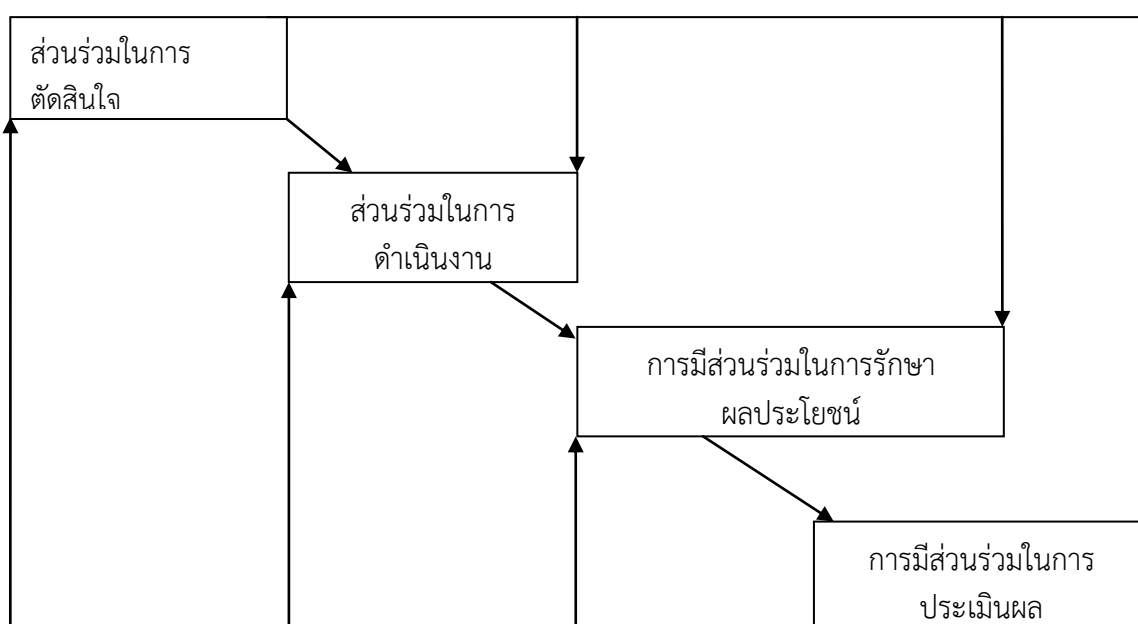 ส่วนร่วมในการ
ตัดสินใจ
ส่วนร่วมในการ
ดำเนินงาน
การมีส่วนร่วมในการรักษา
ผลประโยชน์
การมีส่วนร่วมในการ
ประเมินผล